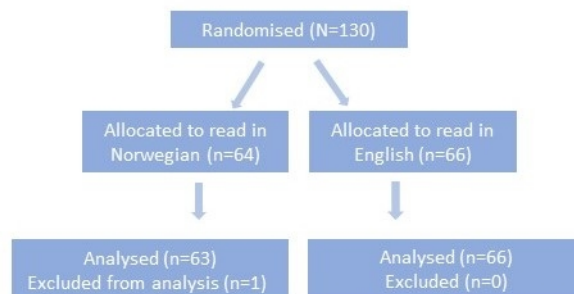 Randomised (N=130)
Allocated to read in
Norwegian (n=64)
Allocated to read in
English (n=66)
Analysed (n=63)
Excluded from analysis (n=1)
Analysed (n=66)
Excluded (n=0)